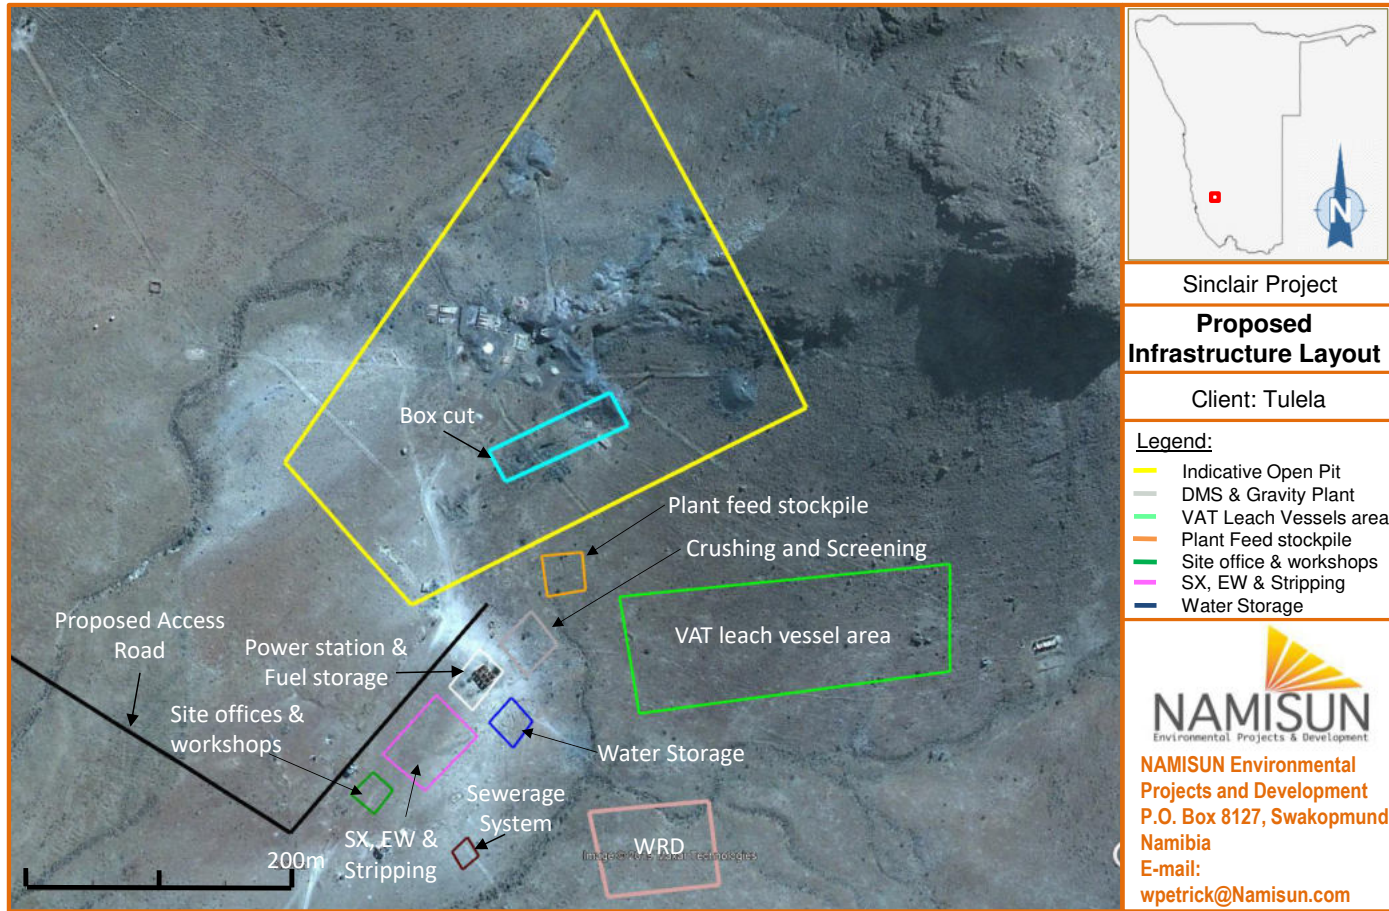 Box cut
Plant feed stockpile
Crushing and Screening
Proposed Access
Road
Power station &
Fuel storage
VAT leach vessel area
Site offices &
workshops
Water Storage
Sewerage
System
SX, EW &
Stripping
WRD
200m
N
Sinclair Project
Proposed
Infrastructure Layout
Client: Tulela
Legend:
Indicative Open Pit
DMS & Gravity Plant
VAT Leach Vessels area
Plant Feed stockpile
Site office & workshops
SX, EW & Stripping
Water Storage
NAMISUN
Environmental Projects & Development
NAMISUN Environmental
Projects and Development
P.O. Box 8127, Swakopmund
Namibia
E-mail:
wpetrick@Namisun.com